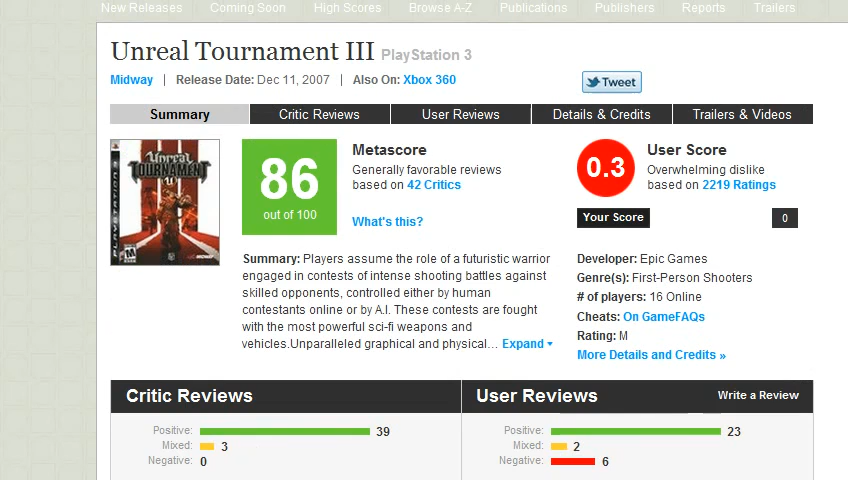 New Releases Coming Soon High Scores Browse A-Z Publications Publishers Reports Trailers
Unreal Tournament III PlayStation 3
Midway | Release Date: Dec 11, 2007 | Also On: Xbox 360
Tweet
Summary Critic Reviews User Reviews Details & Credits Trailers & Videos
PLAYSTATION 3
Unreal
TOURNAMENT
MIDWAY
86
out of 100
Metascore
Generally favorable reviews
based on 42 Critics
What's this?
Summary: Players assume the role of a futuristic warrior
engaged in contests of intense shooting battles against
skilled opponents, controlled either by human
contestants online or by A.I. These contests are fought
with the most powerful sci-fi weapons and
vehicles.Unparalleled graphical and physical... Expand
0.3
User Score
Overwhelming dislike
based on 2219 Ratings
Your Score 0
Developer: Epic Games
Genre(s): First-Person Shooters
# of players: 16 Online
Cheats: On GameFAQs
Rating: M
More Details and Credits »
Critic Reviews
Positive: 39
Mixed: 3
Negative: 0
User Reviews Write a Review
Positive: 23
Mixed: 2
Negative: 6